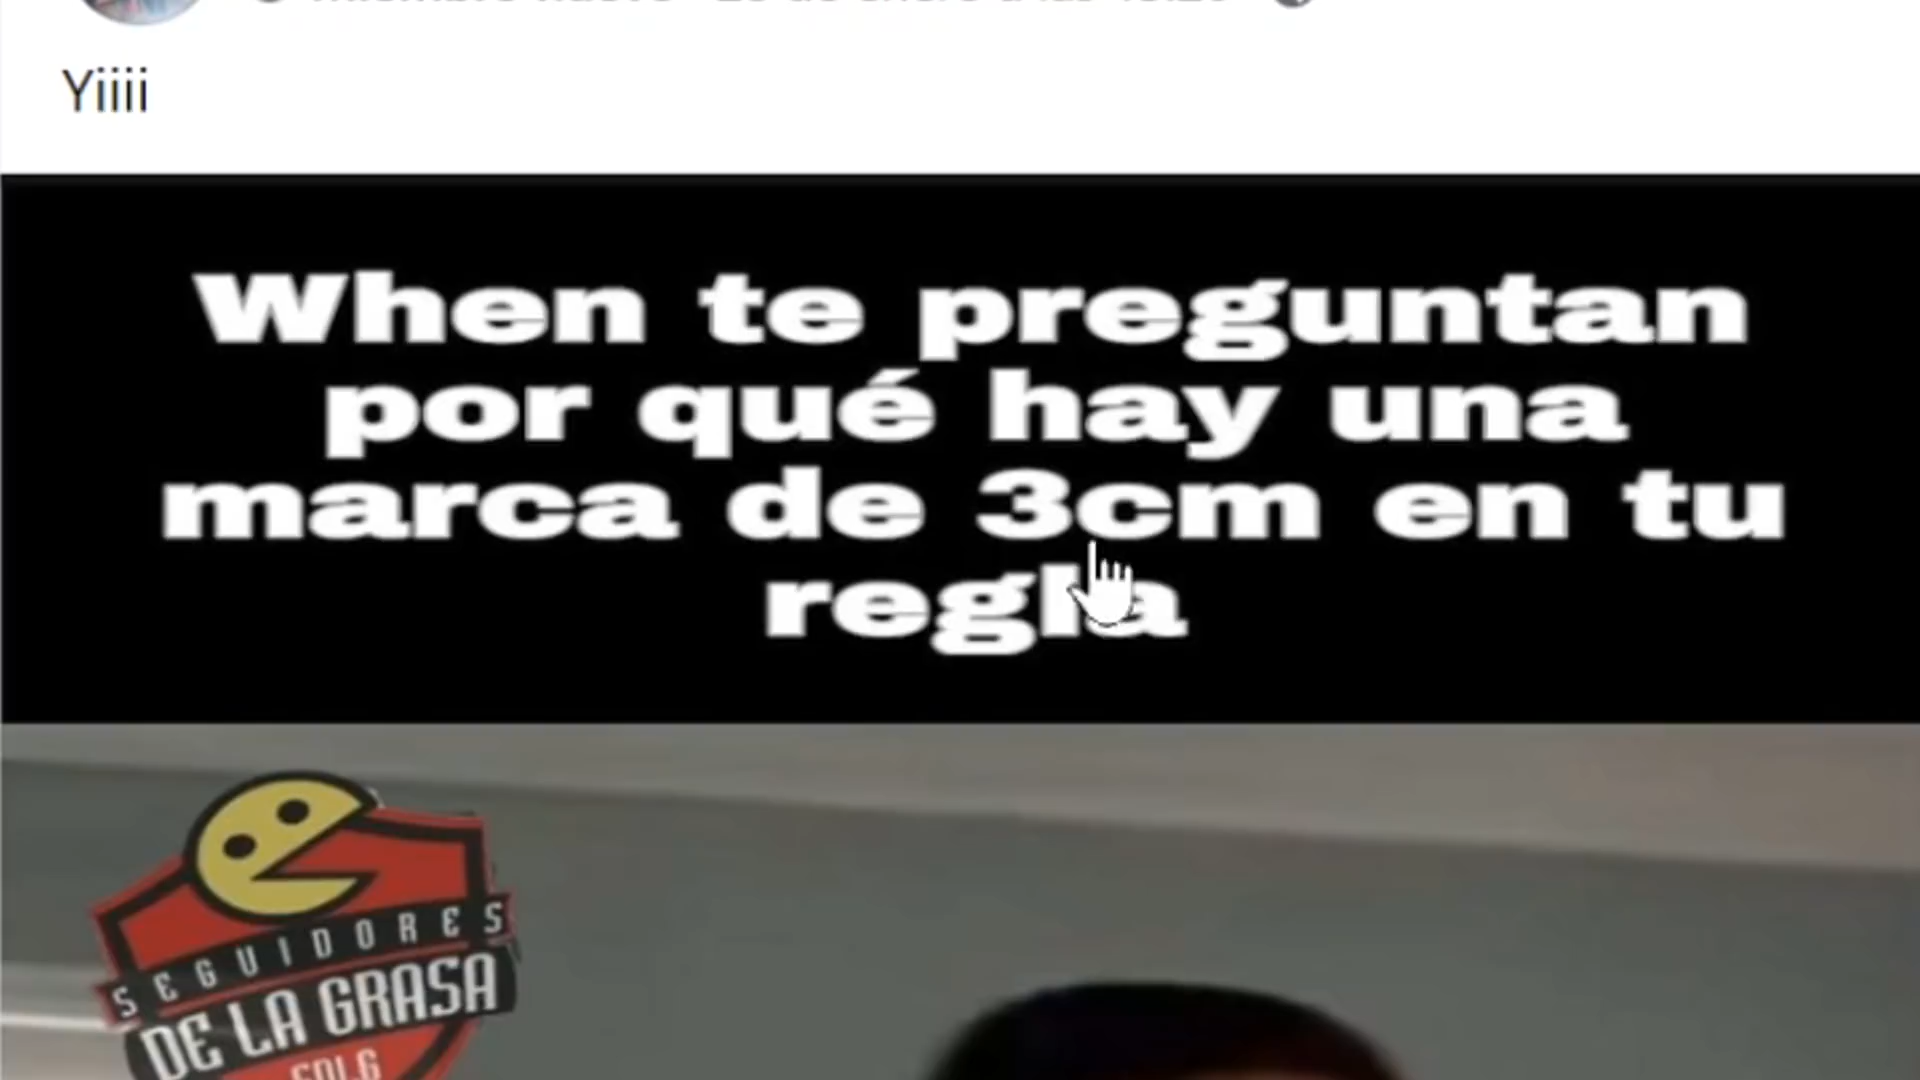 Yiiii
When te preguntan
por qué hay una
marca de 3cm en tu
regla
SEGUIDORES
DE LA GRASA